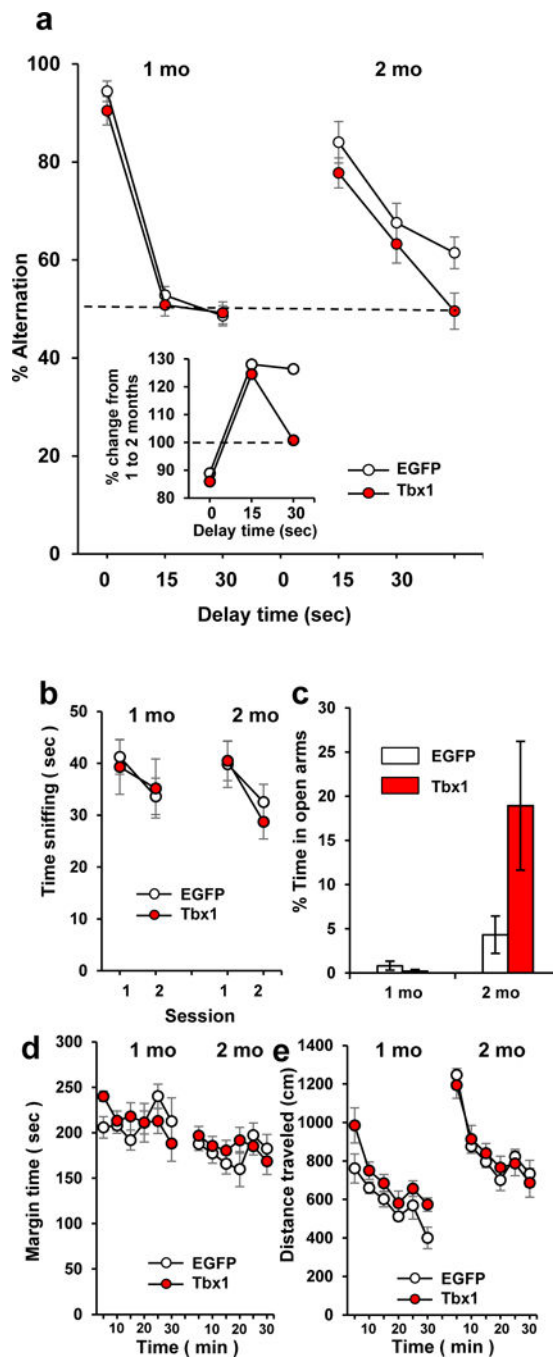 a
1 mo 2 mo
100
80
60
40
20
0
% Alternation
% change from
1 to 2 months
130
120
110
100
90
80
0 15 30
Delay time (sec)
EGFP
Tbx1
0 15 30 0 15 30
Delay time (sec)
b
1 mo 2 mo
50
40
30
20
10
0
Time sniffing ( sec )
EGFP
Tbx1
1 2 1 2
Session
c
30
25
20
15
10
5
0
% Time in open arms
EGFP
Tbx1
1 mo 2 mo
d
1 mo 2 mo
300
250
200
150
100
50
0
Margin time ( sec )
EGFP
Tbx1
10 20 30 10 20 30
Time ( min )
e
1 mo 2 mo
1400
1200
1000
800
600
400
200
0
Distance traveled (cm)
EGFP
Tbx1
10 20 30 10 20 30
Time ( min )